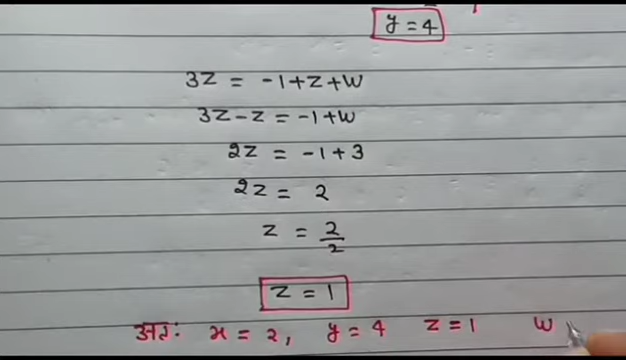 y = 4
3z = -1+z+w
3z-z = -1+w
2z = -1+3
2z = 2
z = 2/2
z = 1
अतः x = 2, y = 4 z = 1 w